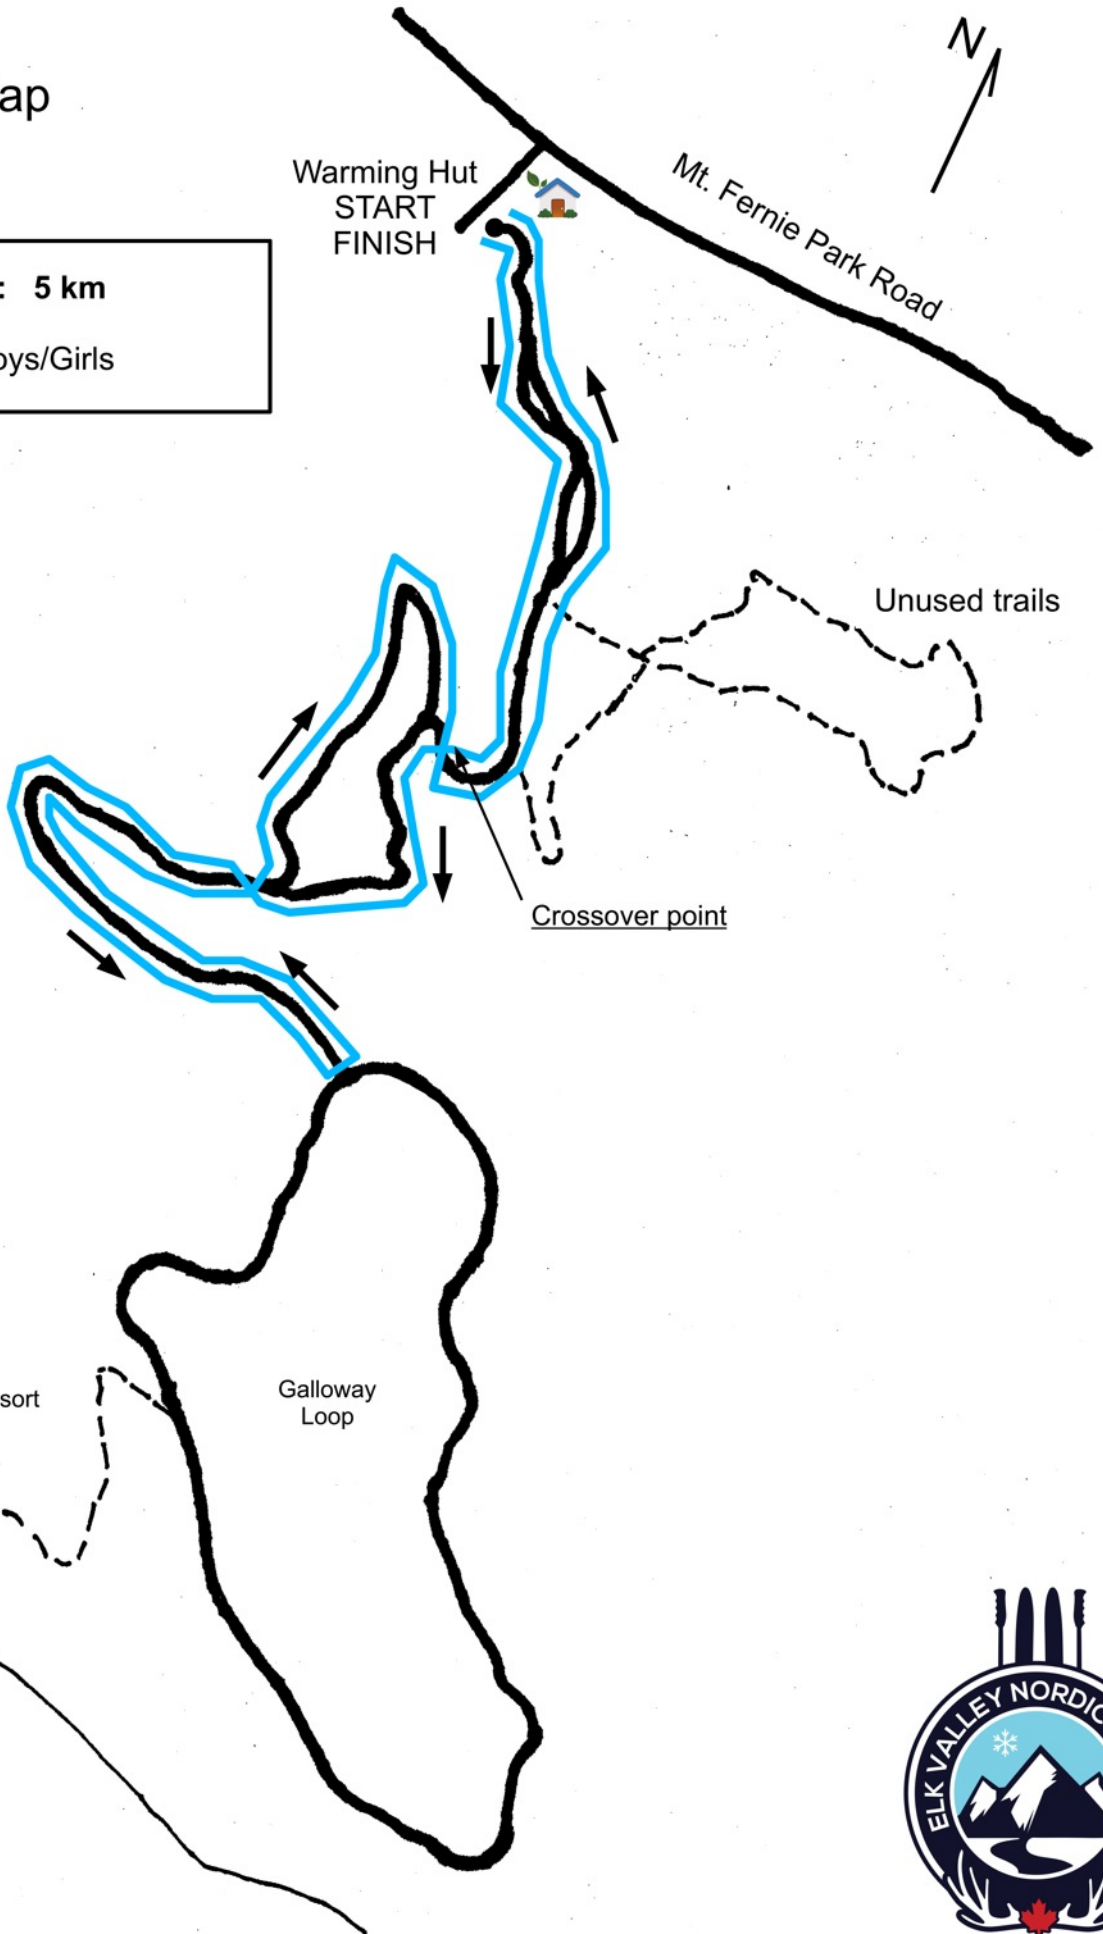 ap
N
Warming Hut
START
FINISH
Mt. Fernie Park Road
: 5 km
oys/Girls
Unused trails
Crossover point
Galloway
Loop
sort
ELK VALLEY NORDIC